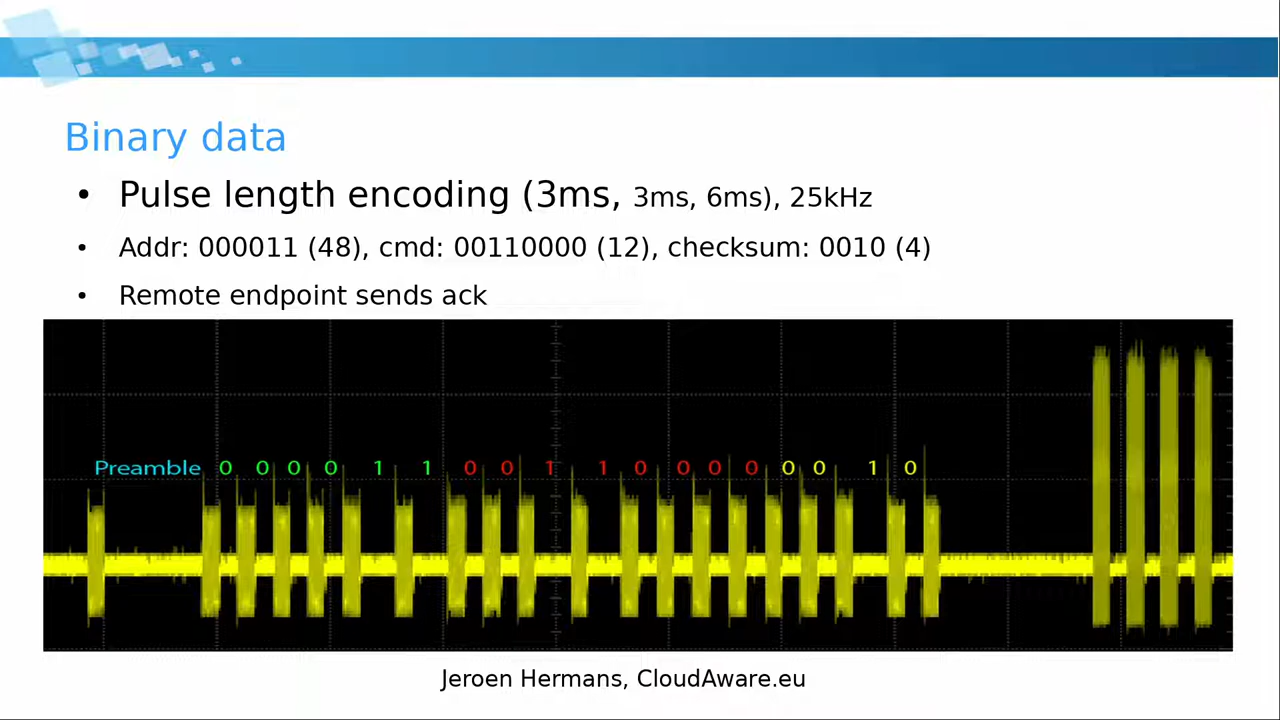 Binary data
• Pulse length encoding (3ms, 3ms, 6ms), 25kHz
• Addr: 000011 (48), cmd: 00110000 (12), checksum: 0010 (4)
• Remote endpoint sends ack
Preamble 0 0 0 0 1 1 0 0 1 1 0 0 0 0 0 0 1 0
Jeroen Hermans, CloudAware.eu